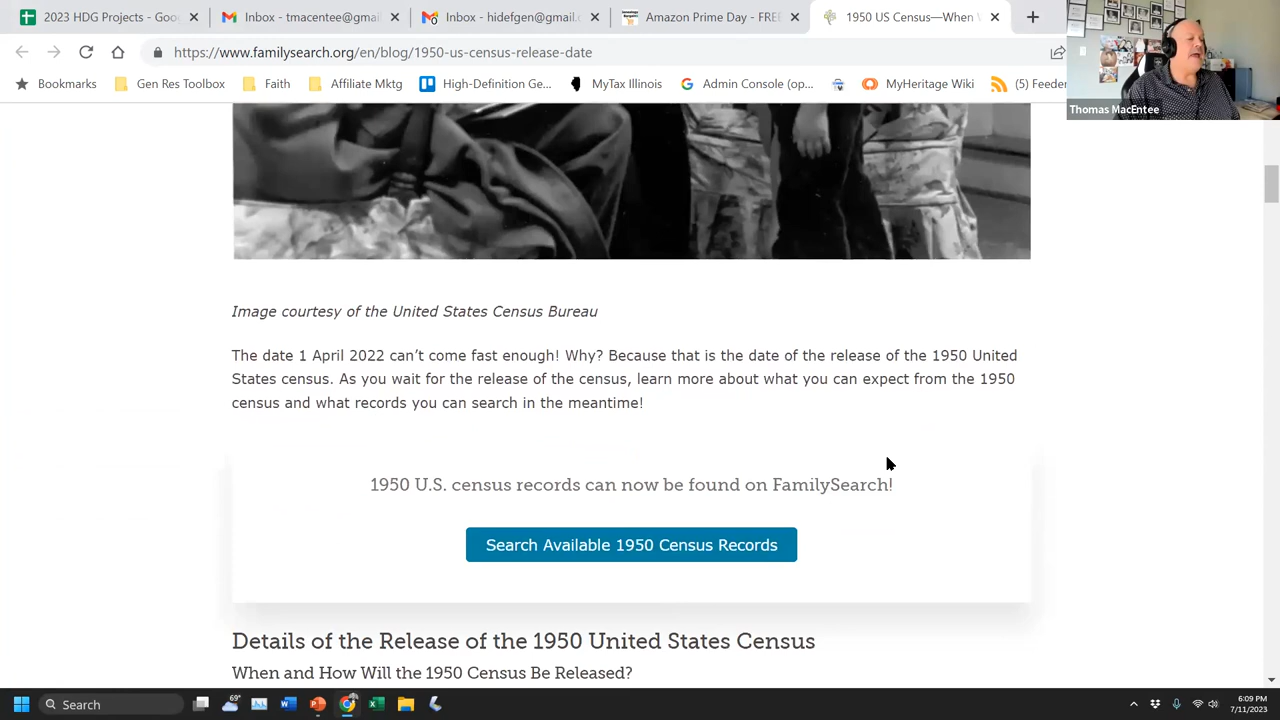 2023 HDG Projects - Goo
Inbox - tmacentee@gmai
Inbox - hidefgen@gmail.c
Amazon Prime Day - FREE
1950 US Census—When W
https://www.familysearch.org/en/blog/1950-us-census-release-date
Bookmarks
Gen Res Toolbox
Faith
Affiliate Mktg
High-Definition Ge...
MyTax Illinois
Admin Console (op...
MyHeritage Wiki
(5) Feeder
Thomas MacEntee
Image courtesy of the United States Census Bureau
The date 1 April 2022 can’t come fast enough! Why? Because that is the date of the release of the 1950 United
States census. As you wait for the release of the census, learn more about what you can expect from the 1950
census and what records you can search in the meantime!
1950 U.S. census records can now be found on FamilySearch!
Search Available 1950 Census Records
Details of the Release of the 1950 United States Census
When and How Will the 1950 Census Be Released?
Search
69°
6:09 PM
7/11/2023